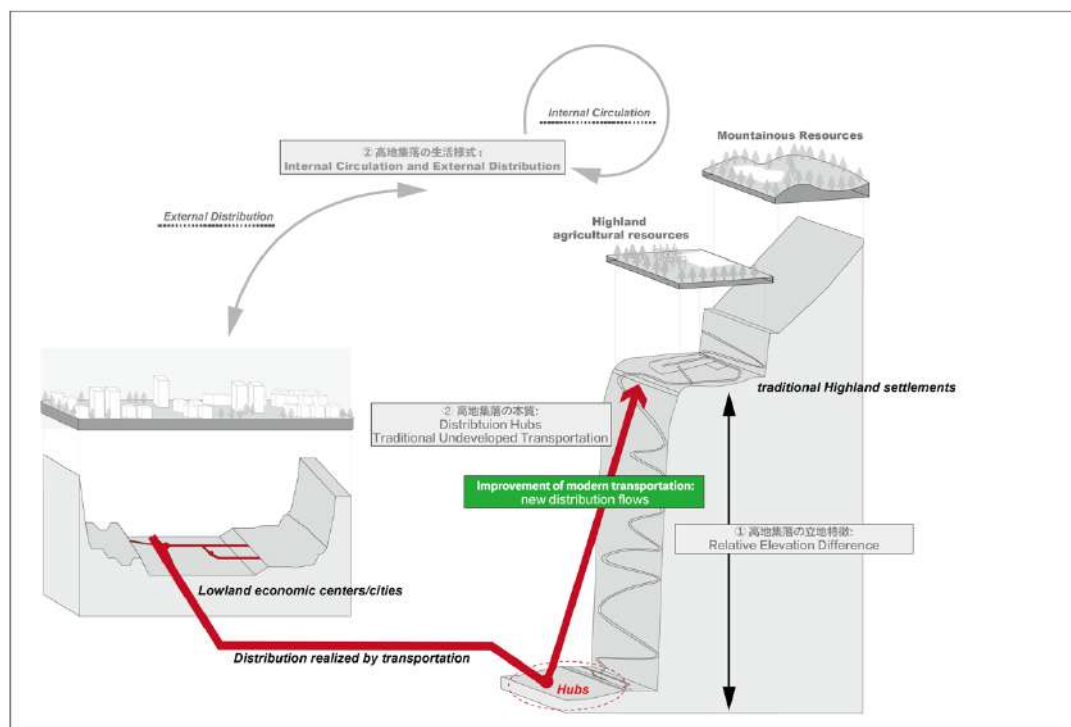 Internal Circulation
Mountainous Resources
② 高地集落の生活様式：
Internal Circulation and External Distribution
External Distribution
Highland
agricultural resources
traditional Highland settlements
② 高地集落の本質:
Distribtuion Hubs
Traditional Undeveloped Transportation
Improvement of modern transportation:
new distribution flows
① 高地集落の立地特徴:
Relative Elevation Difference
Lowland economic centers/cities
Distribution realized by transportation
Hubs